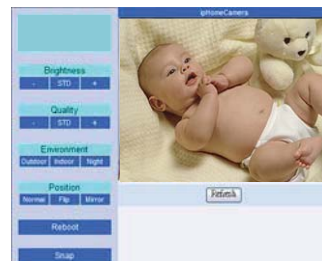 ipHomeCamera
Brightness
- STD +
Quality
- STD +
Environment
Outdoor Indoor Night
Position
Normal Flip Mirror
Refresh
Reboot
Snap